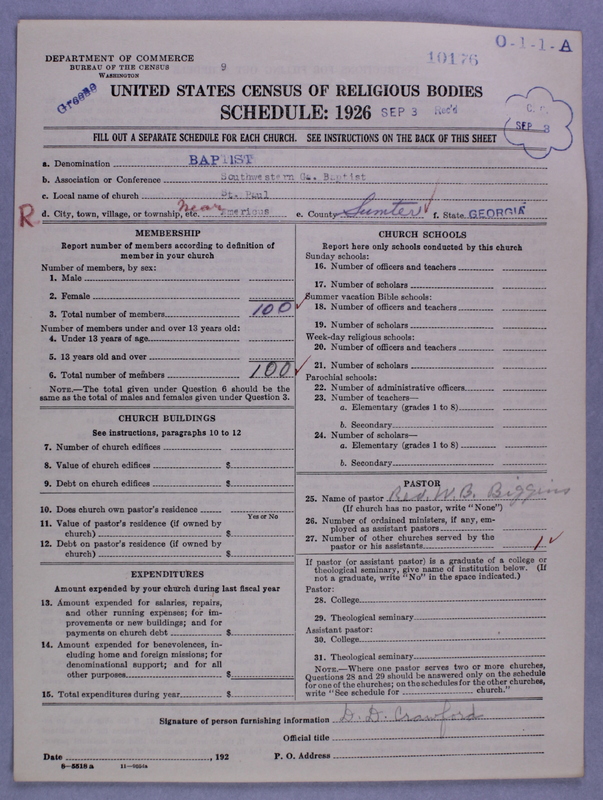 O-1-1-A
10176
DEPARTMENT OF COMMERCE
BUREAU OF THE CENSUS
WASHINGTON
9
Greene
UNITED STATES CENSUS OF RELIGIOUS BODIES
SCHEDULE: 1926 SEP 3 Rec'd
SEP 3
FILL OUT A SEPARATE SCHEDULE FOR EACH CHURCH. SEE INSTRUCTIONS ON THE BACK OF THIS SHEET
a. Denomination BAPTIST
b. Association or Conference Southwestern Ga. Baptist
c. Local name of church St. Paul
R d. City, town, village, or township, etc. near Americus e. County Sumter f. State GEORGIA
MEMBERSHIP
Report number of members according to definition of
member in your church
Number of members, by sex:
1. Male
2. Female
3. Total number of members 100
Number of members under and over 13 years old:
4. Under 13 years of age
5. 13 years old and over
6. Total number of members 100
NOTE.—The total given under Question 6 should be the
same as the total of males and females given under Question 3.
CHURCH BUILDINGS
See instructions, paragraphs 10 to 12
7. Number of church edifices
8. Value of church edifices $
9. Debt on church edifices $
10. Does church own pastor's residence
Yes or No
11. Value of pastor's residence (if owned by
church) $
12. Debt on pastor's residence (if owned by
church) $
EXPENDITURES
Amount expended by your church during last fiscal year
13. Amount expended for salaries, repairs,
and other running expenses; for im-
provements or new buildings; and for
payments on church debt $
14. Amount expended for benevolences, in-
cluding home and foreign missions; for
denominational support; and for all
other purposes $
15. Total expenditures during year $
CHURCH SCHOOLS
Report here only schools conducted by this church
Sunday schools:
16. Number of officers and teachers
17. Number of scholars
Summer vacation Bible schools:
18. Number of officers and teachers
19. Number of scholars
Week-day religious schools:
20. Number of officers and teachers
21. Number of scholars
Parochial schools:
22. Number of administrative officers
23. Number of teachers—
a. Elementary (grades 1 to 8)
b. Secondary
24. Number of scholars—
a. Elementary (grades 1 to 8)
b. Secondary
PASTOR
25. Name of pastor Red. W. B. Biggins
(If church has no pastor, write "None")
26. Number of ordained ministers, if any, em-
ployed as assistant pastors
27. Number of other churches served by the
pastor or his assistants 1
If pastor (or assistant pastor) is a graduate of a college or
theological seminary, give name of institution below. (If
not a graduate, write "No" in the space indicated.)
Pastor:
28. College
29. Theological seminary
Assistant pastor:
30. College
31. Theological seminary
NOTE.—Where one pastor serves two or more churches,
Questions 28 and 29 should be answered only on the schedule
for one of the churches; on the schedules for the other churches,
write "See schedule for church."
Signature of person furnishing information D. D. Crawford
Official title
Date , 192 P. O. Address
8-5518 a 11-9534a